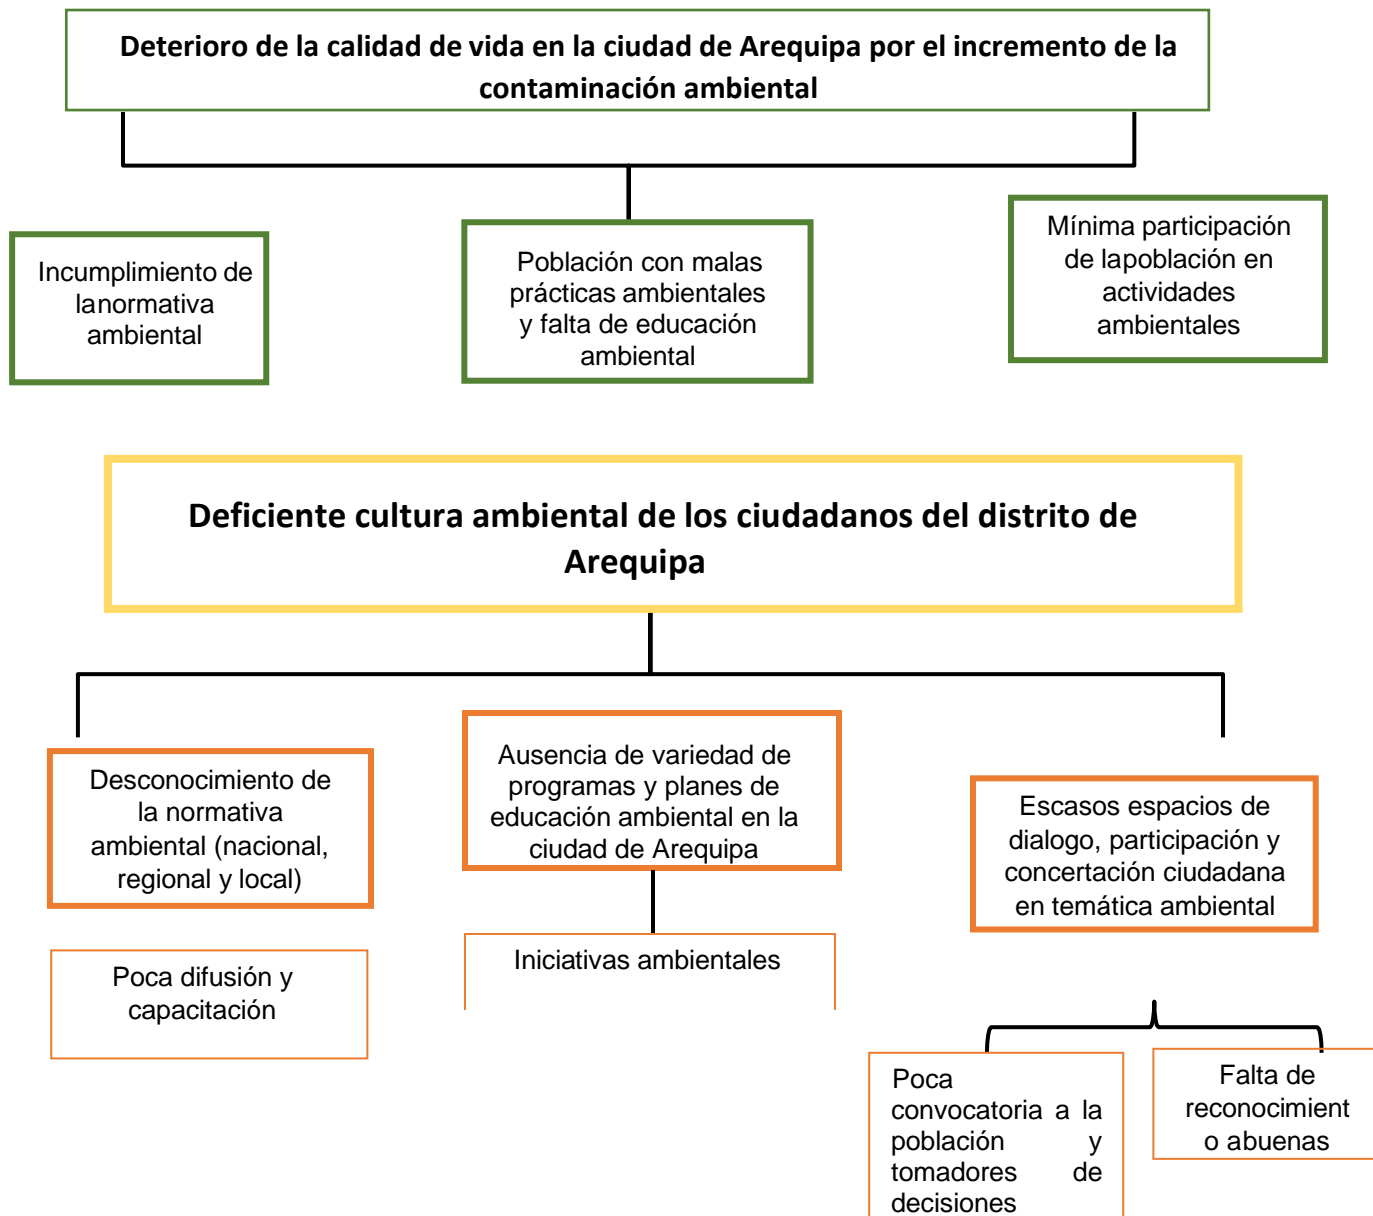 Deterioro de la calidad de vida en la ciudad de Arequipa por el incremento de la
contaminación ambiental
Incumplimiento de
lanormativa
ambiental
Población con malas
prácticas ambientales
y falta de educación
ambiental
Mínima participación
de lapoblación en
actividades
ambientales
Deficiente cultura ambiental de los ciudadanos del distrito de
Arequipa
Desconocimiento de
la normativa
ambiental (nacional,
regional y local)
Ausencia de variedad de
programas y planes de
educación ambiental en la
ciudad de Arequipa
Escasos espacios de
dialogo, participación y
concertación ciudadana
en temática ambiental
Poca difusión y
capacitación
Iniciativas ambientales
Poca
convocatoria a la
población y
tomadores de
decisiones
Falta de
reconocimient
o abuenas